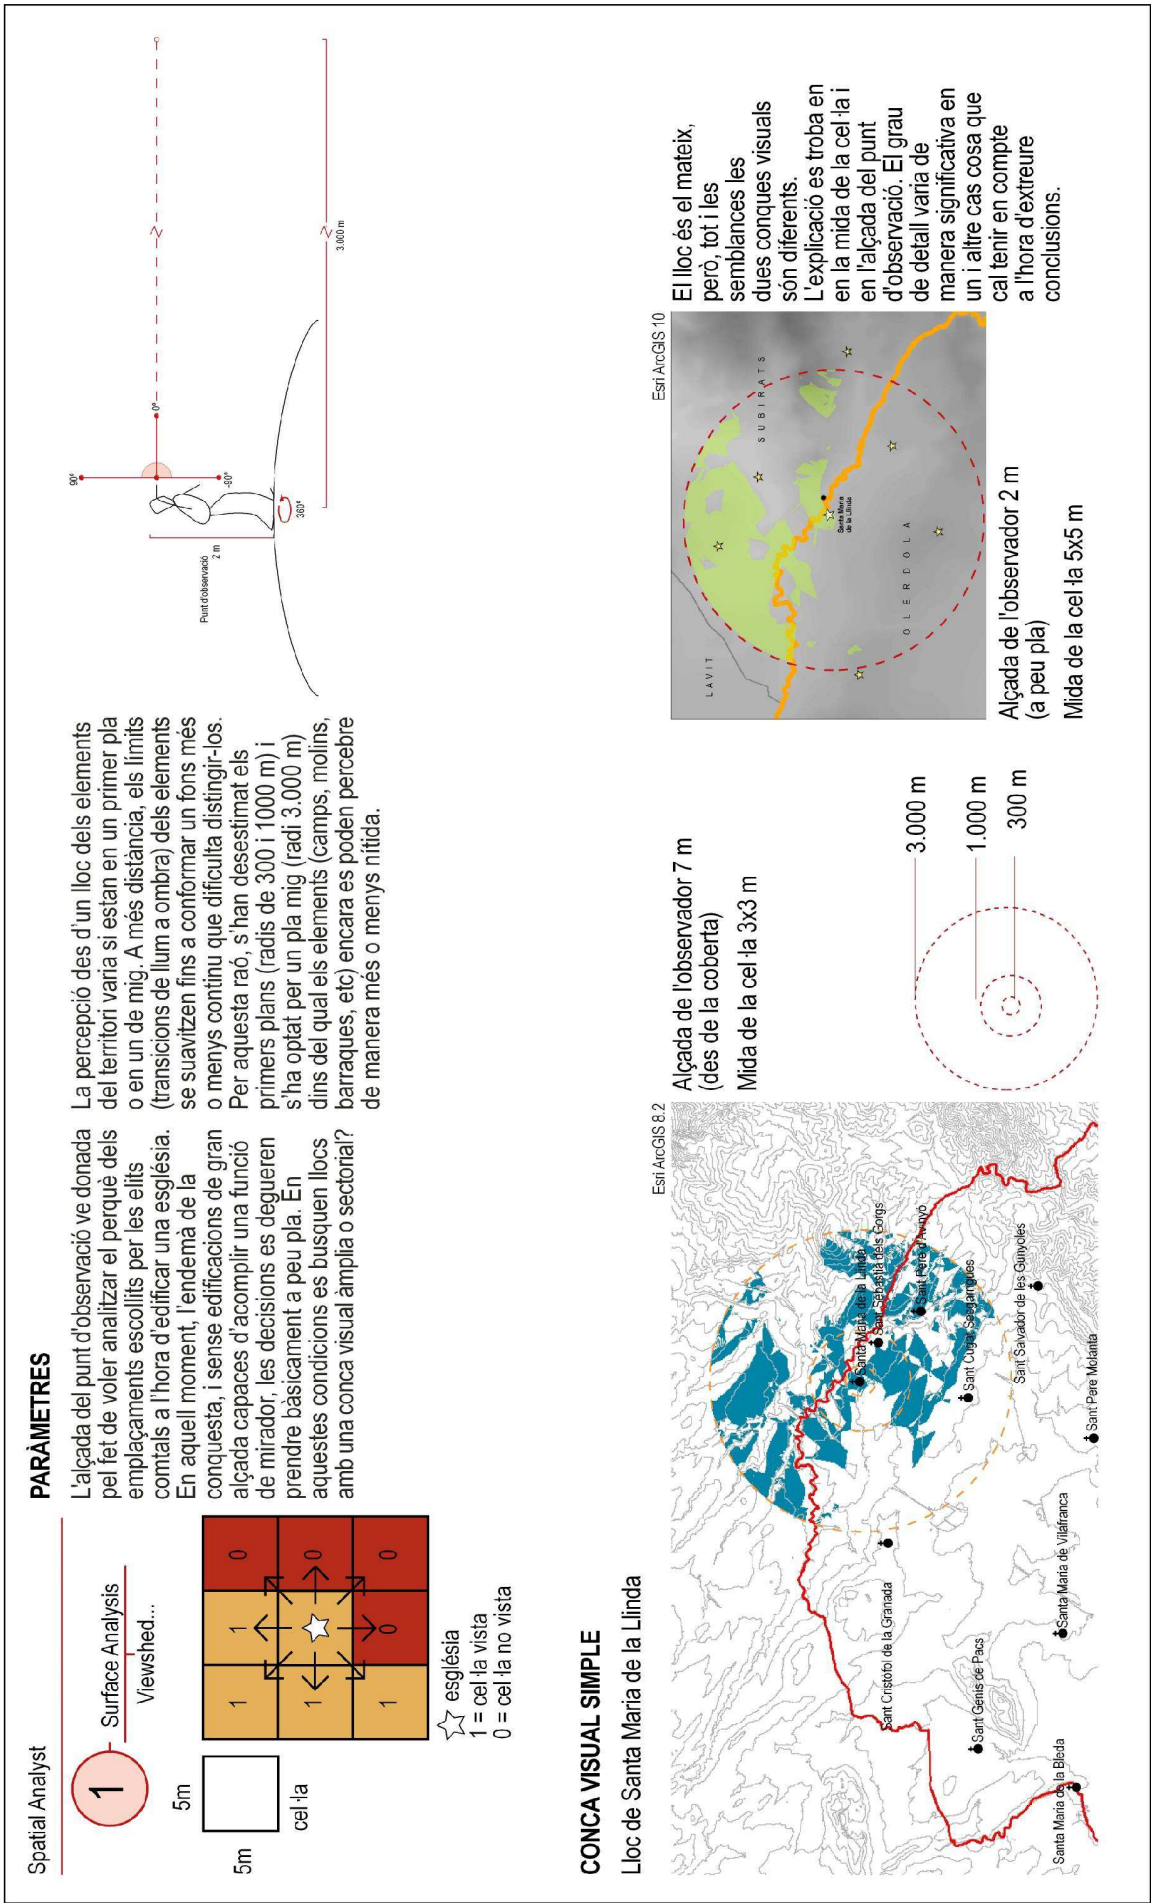 Spatial Analyst
1
Surface Analysis
Viewshed...
5m
5m
cel·la
1
1
0
1
0
1
0
0
església
1 = cel·la vista
0 = cel·la no vista
PARÀMETRES
L'alçada del punt d'observació ve donada
pel fet de voler analitzar el perquè dels
emplaçaments escollits per les elits
comtals a l'hora d'edificar una església.
En aquell moment, l'endemà de la
conquesta, i sense edificacions de gran
alçada capaces d'acomplir una funció
de mirador, les decisions es degueren
prendre bàsicament a peu pla. En
aquestes condicions es busquen llocs
amb una conca visual àmplia o sectorial?
La percepció des d'un lloc dels elements
del territori varia si estan en un primer pla
o en un de mig. A més distància, els límits
(transicions de llum a ombra) dels elements
se suavitzen fins a conformar un fons més
o menys continu que dificulta distingir-los.
Per aquesta raó, s'han desestimat els
primers plans (radis de 300 i 1000 m) i
s'ha optat per un pla mig (radi 3.000 m)
dins del qual els elements (camps, molins,
barraques, etc) encara es poden percebre
de manera més o menys nítida.
Punt d'observació
2 m
90º
0º
-90º
360º
3.000 m
CONCA VISUAL SIMPLE
Lloc de Santa Maria de la Llinda
Esri ArcGIS 8.2
Santa Maria de la Llinda
Sant Sebastià dels Gorgs
Sant Pere d'Avinyó
Sant Cugat Sesgarrigues
Sant Salvador de les Gunyoles
Sant Pere Molanta
Sant Cristòfol de la Granada
Santa Maria de Vilafranca
Sant Genís de Pacs
Santa Maria de la Bleda
Alçada de l'observador 7 m
(des de la coberta)
Mida de la cel·la 3x3 m
3.000 m
1.000 m
300 m
Esri ArcGIS 10
LAVIT
SUBIRATS
Santa Maria
de la Llinda
OLERDOLA
Alçada de l'observador 2 m
(a peu pla)
Mida de la cel·la 5x5 m
El lloc és el mateix,
però, tot i les
semblances les
dues conques visuals
són diferents.
L'explicació es troba en
en la mida de la cel·la i
en l'alçada del punt
d'observació. El grau
de detall varia de
manera significativa en
un i altre cas cosa que
cal tenir en compte
a l'hora d'extreure
conclusions.